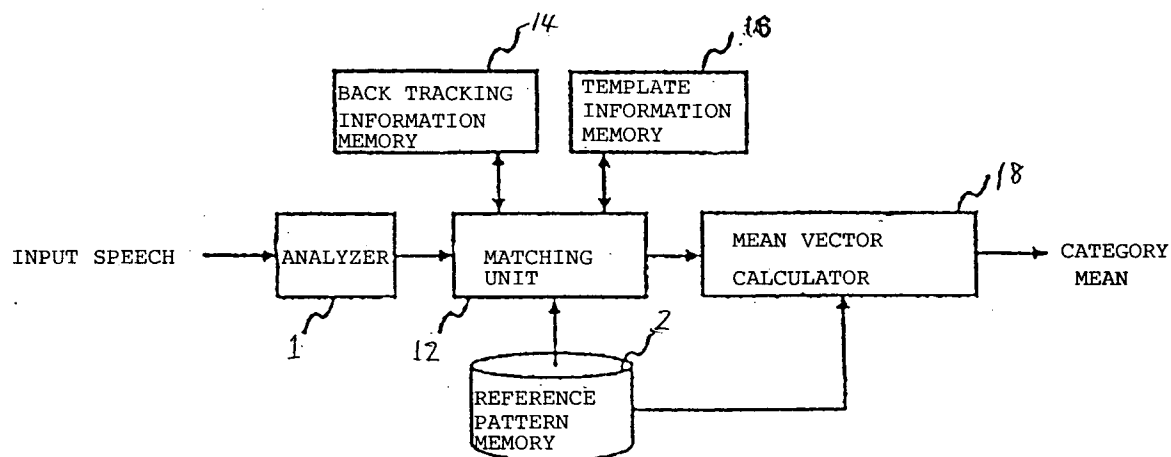 14
16
BACK TRACKING
INFORMATION
MEMORY
TEMPLATE
INFORMATION
MEMORY
18
INPUT SPEECH
ANALYZER
MATCHING
UNIT
MEAN VECTOR
CALCULATOR
CATEGORY
MEAN
1
12
2
REFERENCE
PATTERN
MEMORY